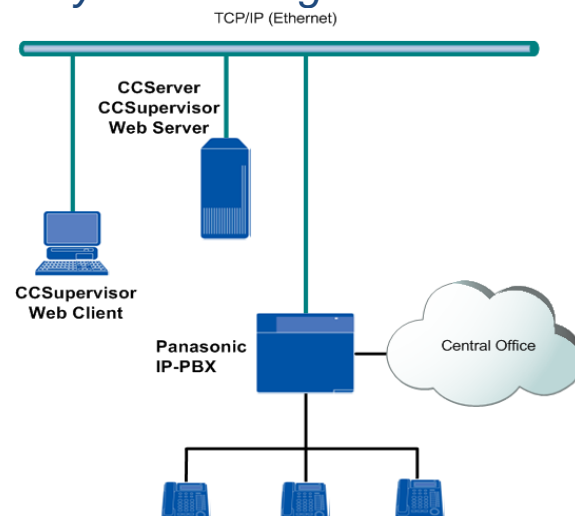 TCP/IP (Ethernet)
CCServer
CCSupervisor
Web Server
CCSupervisor
Web Client
Panasonic
IP-PBX
Central Office